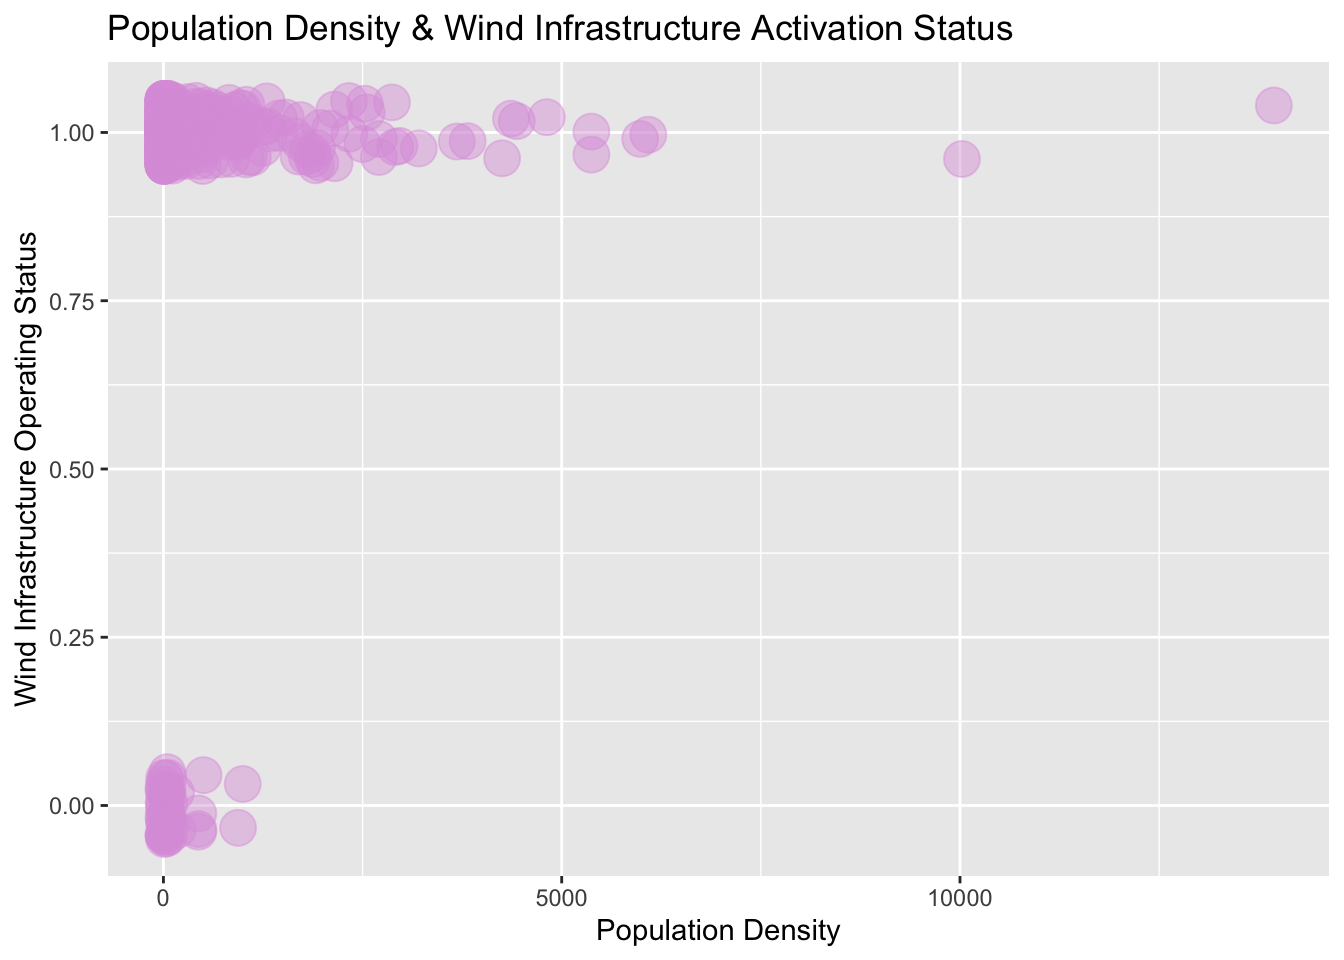 Population Density & Wind Infrastructure Activation Status
Wind Infrastructure Operating Status
1.00
0.75
0.50
0.25
0.00
0
5000
10000
Population Density